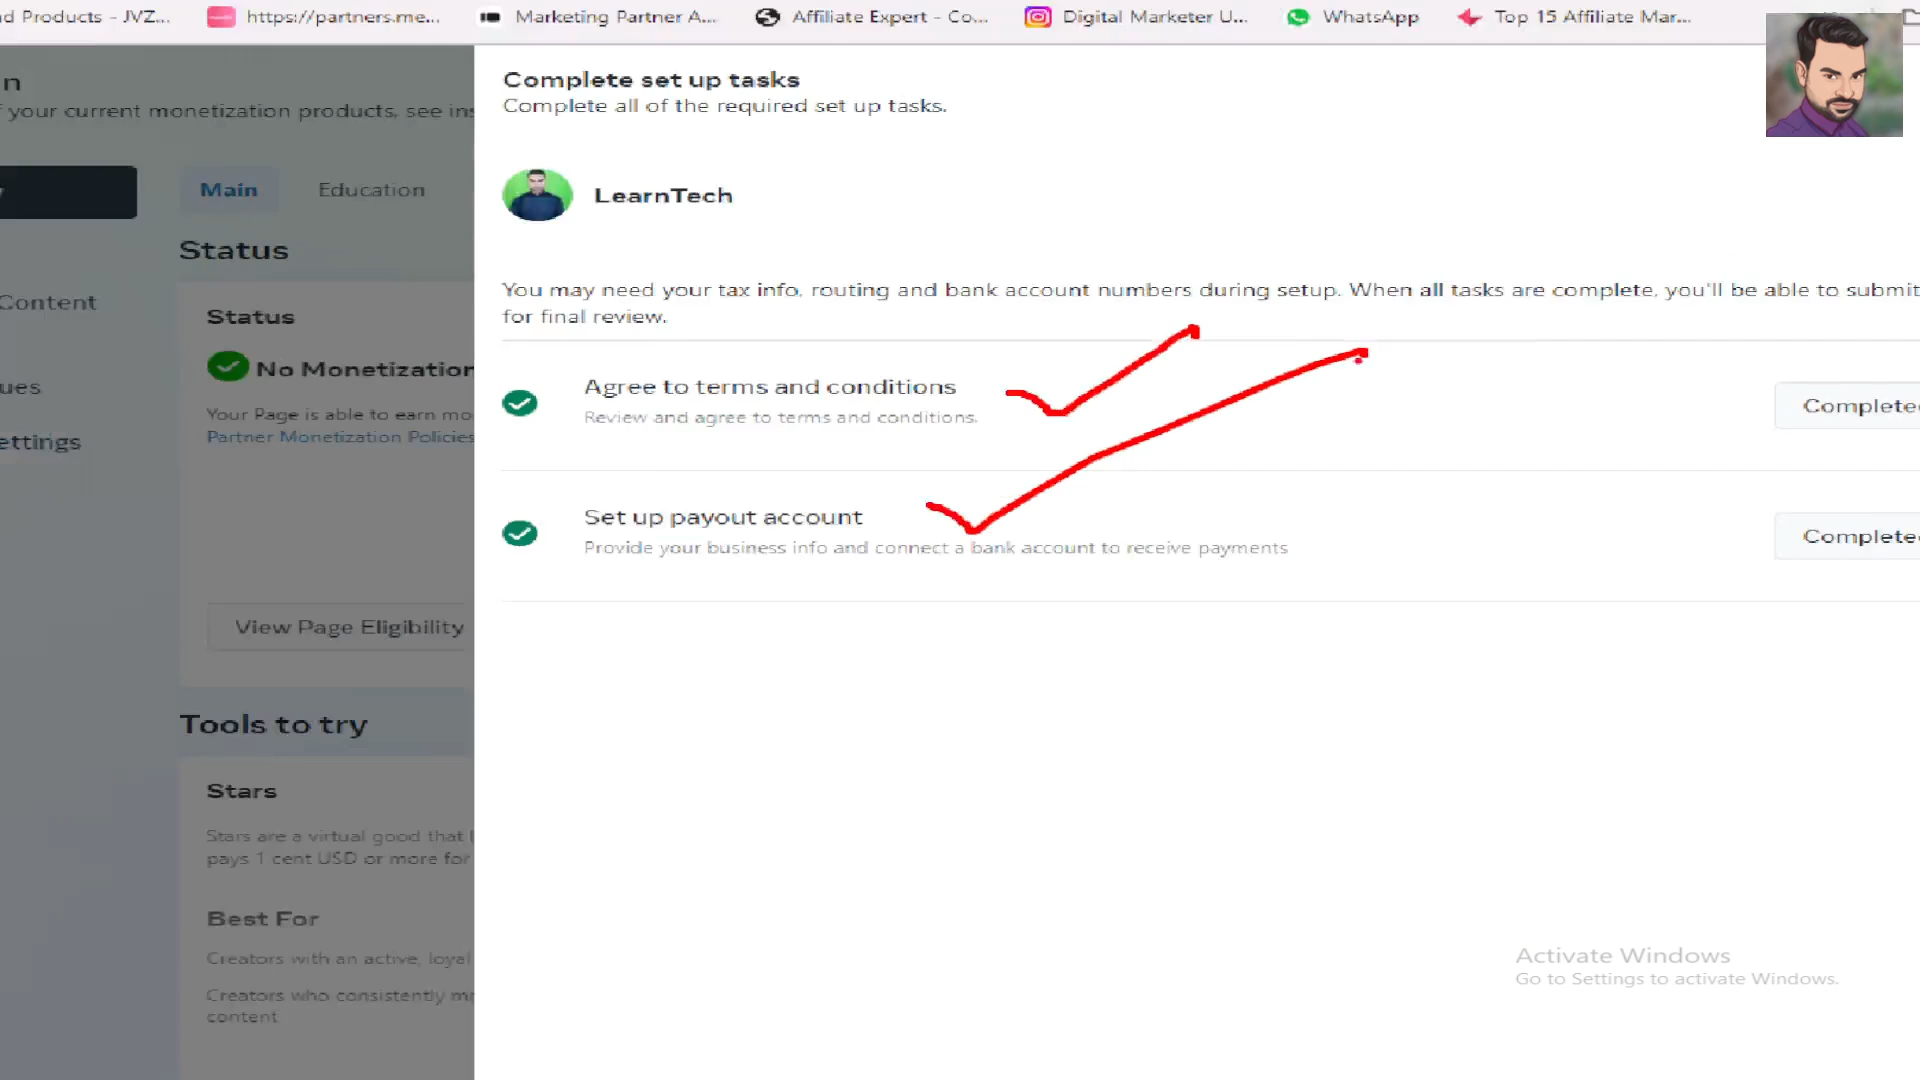 d Products - JVZ...
https://partners.me...
Marketing Partner A...
Affiliate Expert - Co...
Digital Marketer U...
WhatsApp
Top 15 Affiliate Mar...
n
f your current monetization products, see ins
Main
Education
Status
Content
Status
No Monetization
ues
Your Page is able to earn mo
Partner Monetization Policies
ettings
View Page Eligibility
Tools to try
Stars
Stars are a virtual good that
pays 1 cent USD or more for
Best For
Creators with an active, loyal
Creators who consistently
content
Complete set up tasks
Complete all of the required set up tasks.
LearnTech
You may need your tax info, routing and bank account numbers during setup. When all tasks are complete, you'll be able to submit
for final review.
Agree to terms and conditions
Review and agree to terms and conditions.
Complete
Set up payout account
Provide your business info and connect a bank account to receive payments
Complete
Activate Windows
Go to Settings to activate Windows.